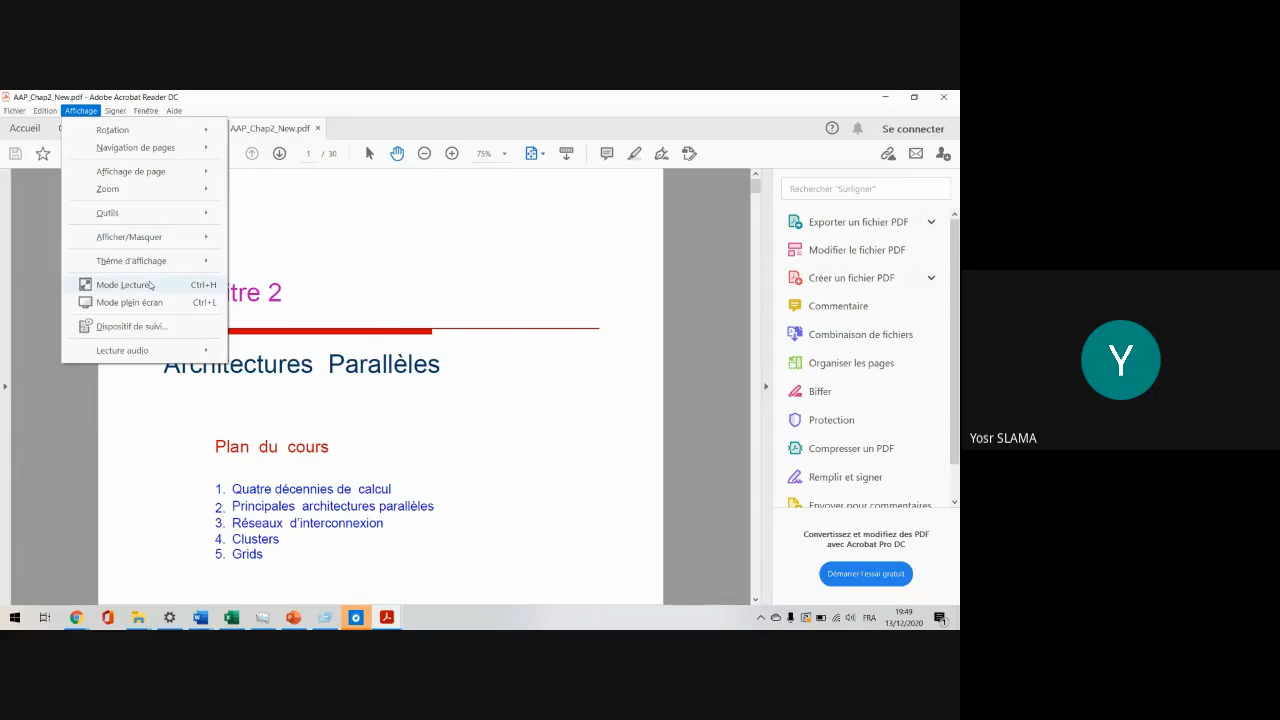 AAP_Chap2_New.pdf - Adobe Acrobat Reader DC
Fichier Edition Affichage Signer Fenêtre Aide
Accueil
AAP_Chap2_New.pdf ×
Se connecter
1 / 30
75%
Rotation
Navigation de pages
Affichage de page
Zoom
Outils
Afficher/Masquer
Thème d'affichage
Mode Lecture Ctrl+H
Mode plein écran Ctrl+L
Dispositif de suivi...
Lecture audio
tre 2
Architectures Parallèles
Plan du cours
1. Quatre décennies de calcul
2. Principales architectures parallèles
3. Réseaux d'interconnexion
4. Clusters
5. Grids
Rechercher "Surligner"
Exporter un fichier PDF
Modifier le fichier PDF
Créer un fichier PDF
Commentaire
Combinaison de fichiers
Organiser les pages
Biffer
Protection
Compresser un PDF
Remplir et signer
Envoyer pour commentaires
Convertissez et modifiez des PDF
avec Acrobat Pro DC
Démarrer l'essai gratuit
FRA
19:49
13/12/2020
Y
Yosr SLAMA